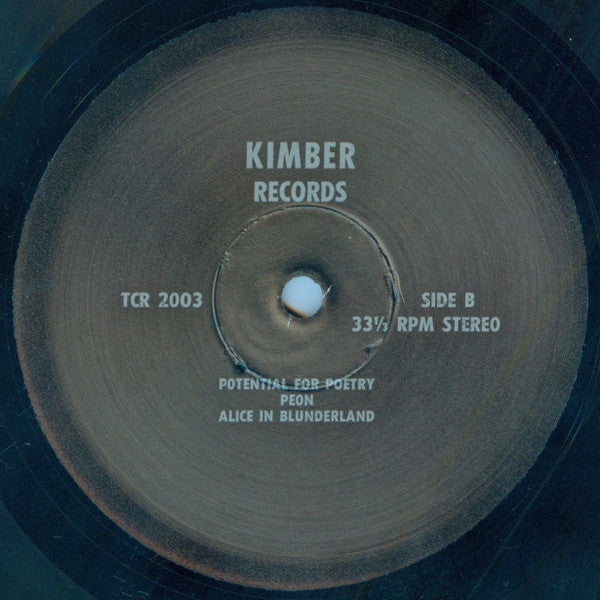 KIMBER
RECORDS
TCR 2003
SIDE B
33⅓ RPM STEREO
POTENTIAL FOR POETRY
PEON
ALICE IN BLUNDERLAND